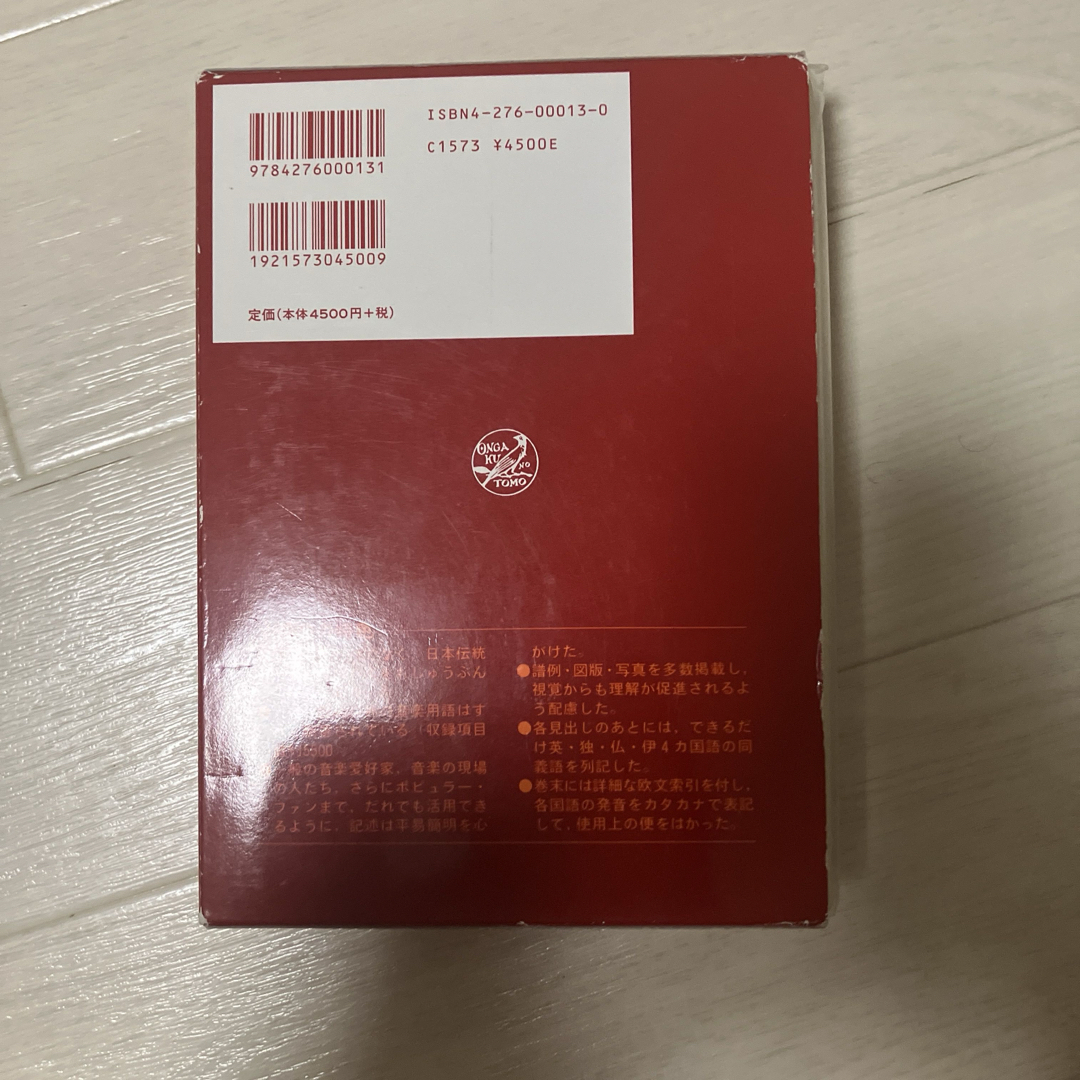 ISBN4-276-00013-0
C1573 ¥4500E
9784276000131
1921573045009
定価(本体4500円+税)
ONGA
KU
NO
TOMO
日本伝統
じゅうぶん
用語はす
収録項目
500
の音楽愛好家、音楽の現場
の人たち、さらにポピュラー・
ファンまで、だれでも活用でき
るように、記述は平易簡明を心
がけた。
●譜例・図版・写真を多数掲載し、
視覚からも理解が促進されるよ
う配慮した。
●各見出しのあとには、できるだ
け英・独・仏・伊4カ国語の同
義語を列記した。
●巻末には詳細な欧文索引を付し、
各国語の発音をカタカナで表記
して、使用上の便をはかった。